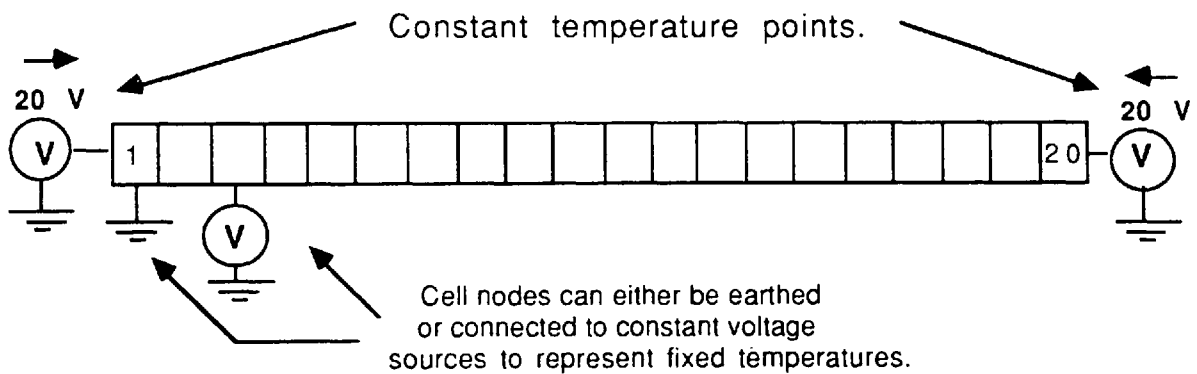 Constant temperature points.
20 V
20 V
V
1
20
V
V
Cell nodes can either be earthed
or connected to constant voltage
sources to represent fixed temperatures.